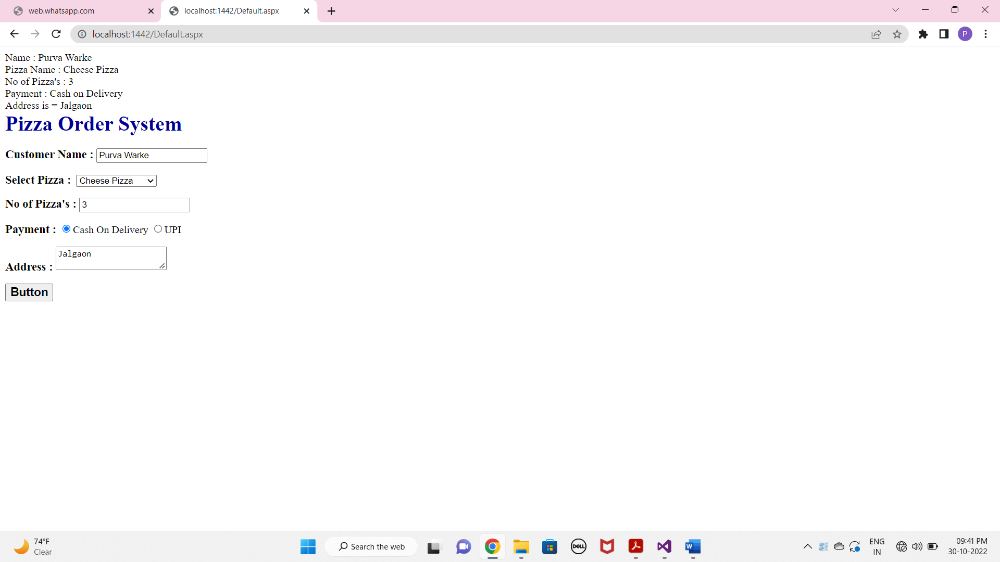 web.whatsapp.com
localhost:1442/Default.aspx
localhost:1442/Default.aspx
P
Name : Purva Warke
Pizza Name : Cheese Pizza
No of Pizza's : 3
Payment : Cash on Delivery
Address is = Jalgaon
Pizza Order System
Customer Name : Purva Warke
Select Pizza : Cheese Pizza
No of Pizza's : 3
Payment : Cash On Delivery UPI
Address : Jalgaon
Button
74°F
Clear
Search the web
DELL
W
ENG
IN
09:41 PM
30-10-2022